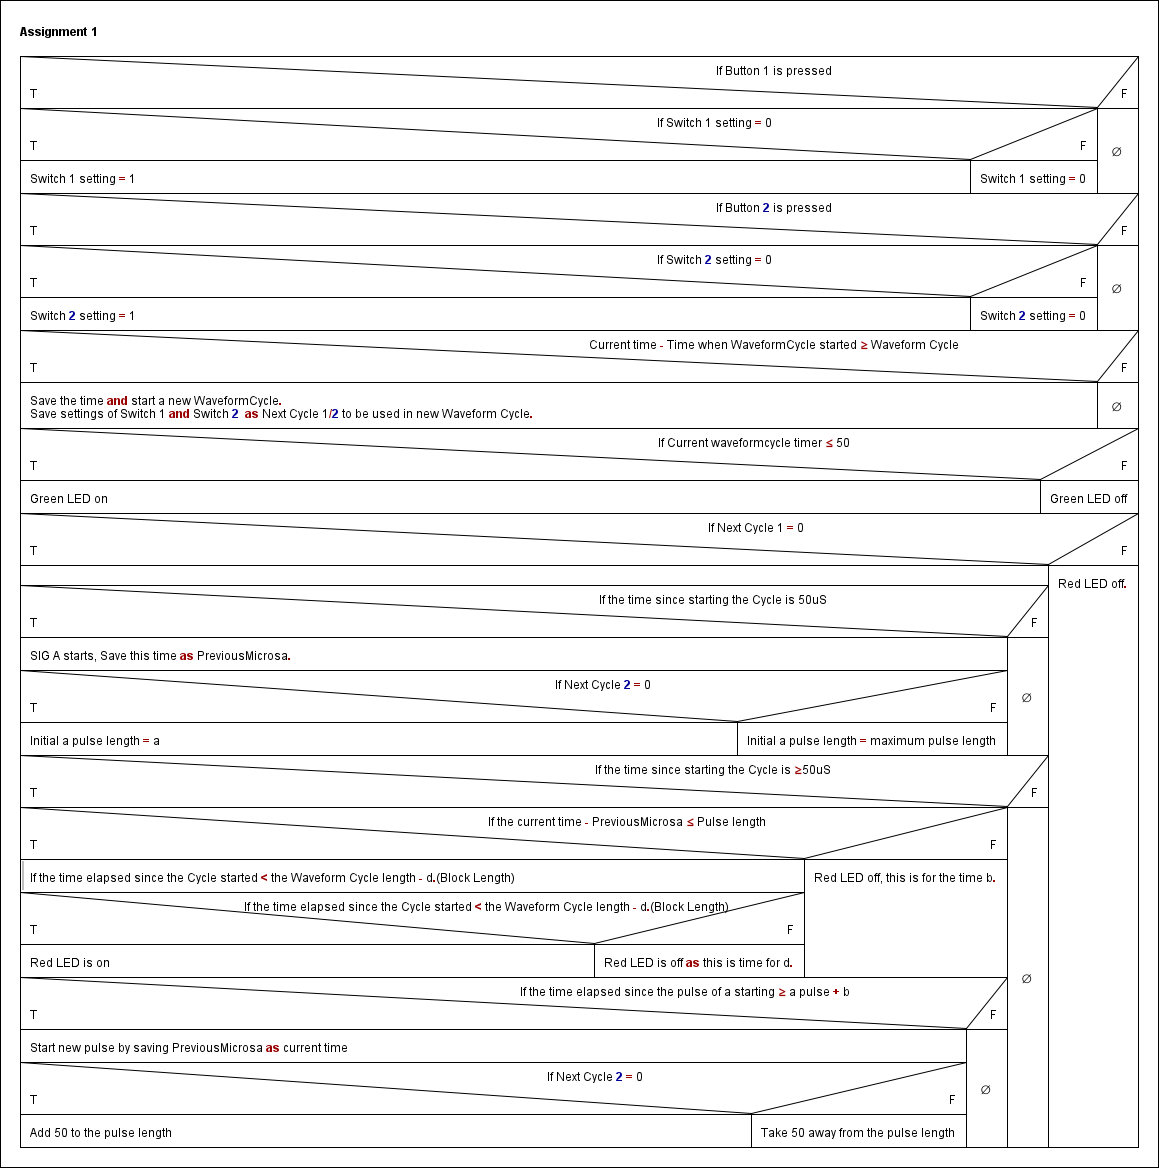 Assignment 1
If Button 1 is pressed
T
F
If Switch 1 setting = 0
T
F
∅
Switch 1 setting = 1
Switch 1 setting = 0
If Button 2 is pressed
T
F
If Switch 2 setting = 0
T
F
∅
Switch 2 setting = 1
Switch 2 setting = 0
Current time - Time when WaveformCycle started ≥ Waveform Cycle
T
F
Save the time and start a new WaveformCycle.
Save settings of Switch 1 and Switch 2 as Next Cycle 1/2 to be used in new Waveform Cycle.
∅
If Current waveformcycle timer ≤ 50
T
F
Green LED on
Green LED off
If Next Cycle 1 = 0
T
F
Red LED off.
If the time since starting the Cycle is 50uS
T
F
SIG A starts, Save this time as PreviousMicrosa.
If Next Cycle 2 = 0
T
F
∅
Initial a pulse length = a
Initial a pulse length = maximum pulse length
If the time since starting the Cycle is ≥50uS
T
F
If the current time - PreviousMicrosa ≤ Pulse length
T
F
If the time elapsed since the Cycle started < the Waveform Cycle length - d.(Block Length)
Red LED off, this is for the time b.
If the time elapsed since the Cycle started < the Waveform Cycle length - d.(Block Length)
T
F
Red LED is on
Red LED is off as this is time for d.
∅
If the time elapsed since the pulse of a starting ≥ a pulse + b
T
F
Start new pulse by saving PreviousMicrosa as current time
If Next Cycle 2 = 0
T
F
∅
Add 50 to the pulse length
Take 50 away from the pulse length